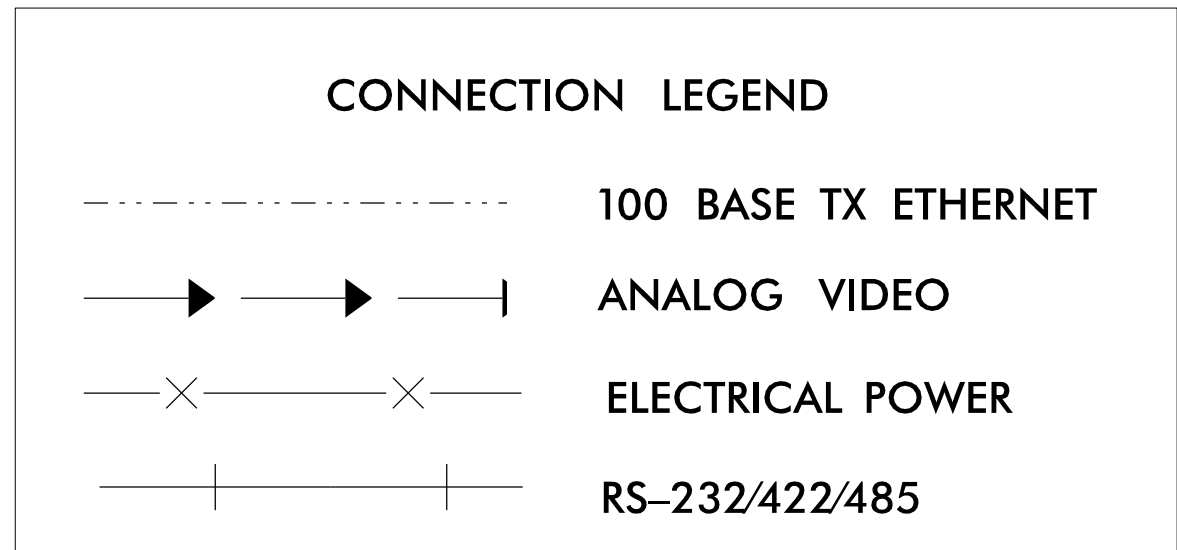 CONNECTION LEGEND
100 BASE TX ETHERNET
ANALOG VIDEO
ELECTRICAL POWER
RS–232/422/485